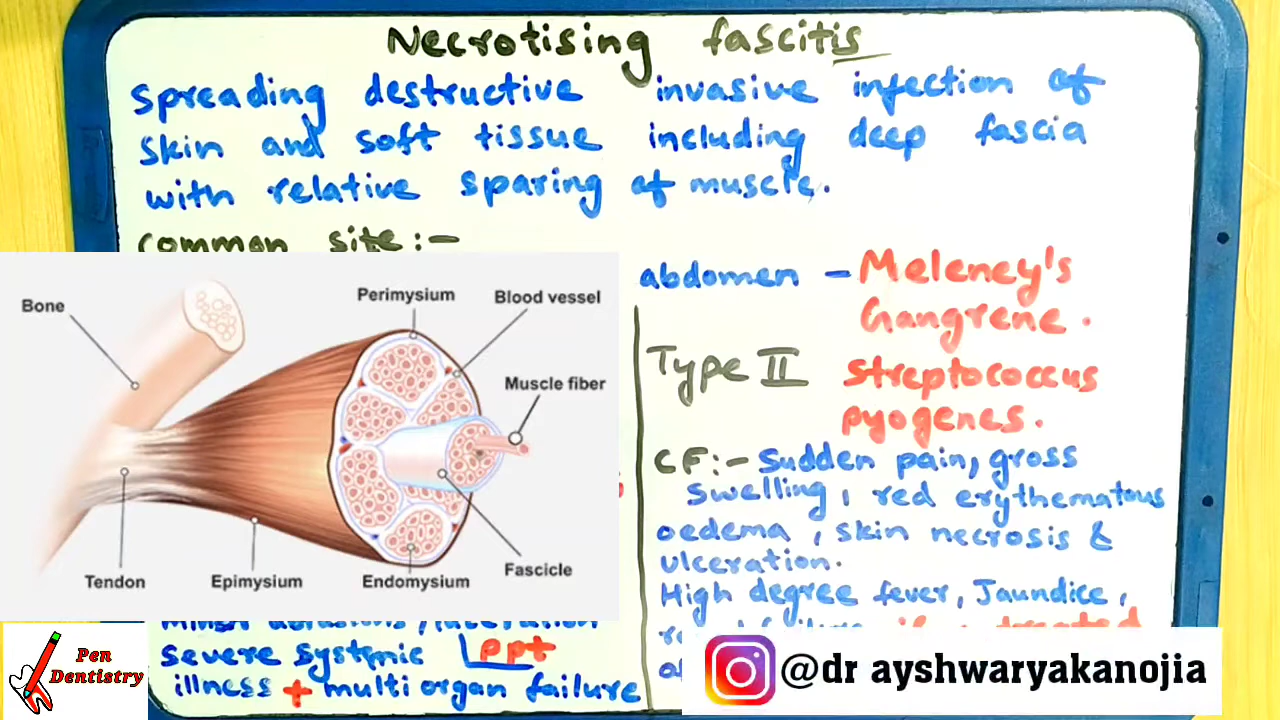 Necrotising fascitis
Spreading destructive invasive infection of
skin and soft tissue including deep fascia
with relative sparing of muscle.
common site:-
abdomen - Meleney's
Gangrene.
Type II streptococcus
pyogenes.
CF:- Sudden pain, gross
swelling, red erythematous
oedema, skin necrosis &
ulceration.
High degree fever, Jaundice,
Bone
Perimysium
Blood vessel
Muscle fiber
Tendon
Epimysium
Endomysium
Fascicle
severe systemic ppt
illness + multi organ failure
Pen
Dentistry
@dr ayshwaryakanojia